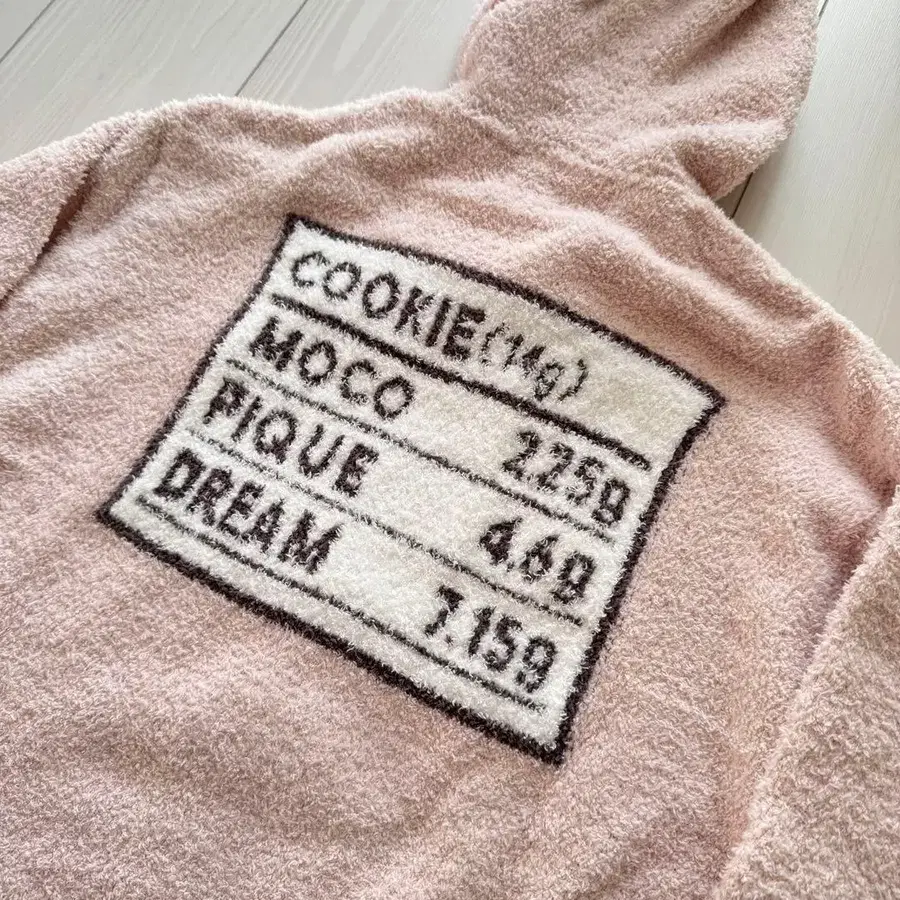 COOKIE(14g)
MOCO 2.25g
PIQUE 4.6g
DREAM 7.15g